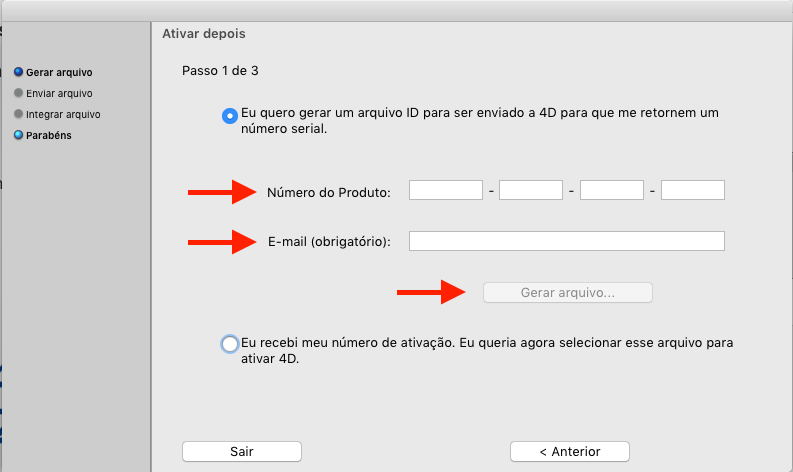 Ativar depois
Gerar arquivo
Enviar arquivo
Integrar arquivo
Parabéns
Passo 1 de 3
Eu quero gerar um arquivo ID para ser enviado a 4D para que me retornem um
número serial.
Número do Produto: - - -
E-mail (obrigatório):
Gerar arquivo...
Eu recebi meu número de ativação. Eu queria agora selecionar esse arquivo para
ativar 4D.
Sair
< Anterior